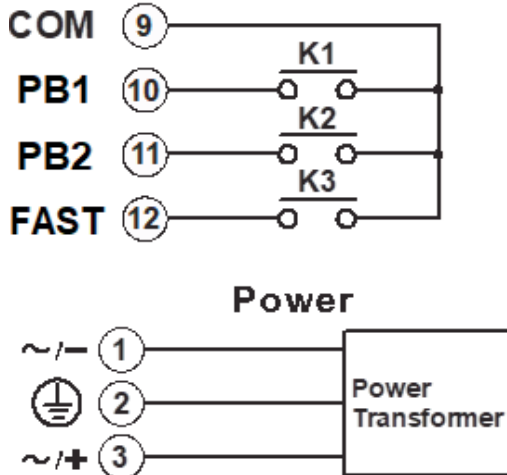 COM 9
K1
PB1 10
K2
PB2 11
K3
FAST 12
Power
~/- 1
2
Power
Transformer
~/+ 3